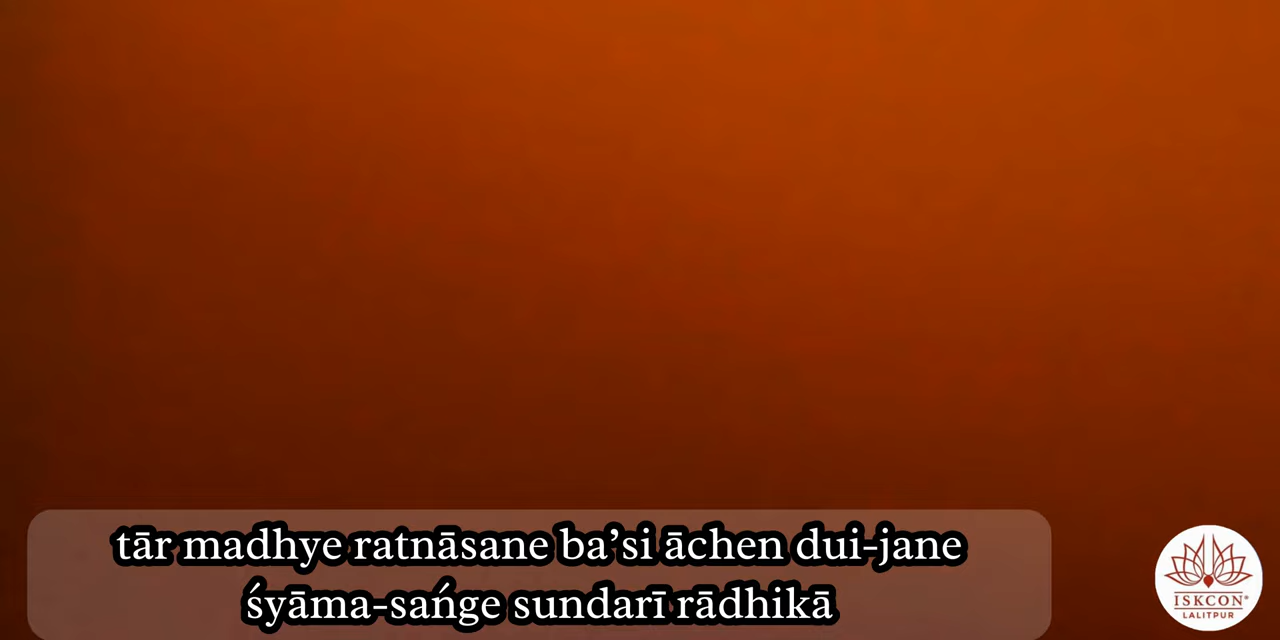 tār madhye ratnāsane ba’si āchen dui-jane
śyāma-sańge sundarī rādhikā
ISKCON®
LALITPUR